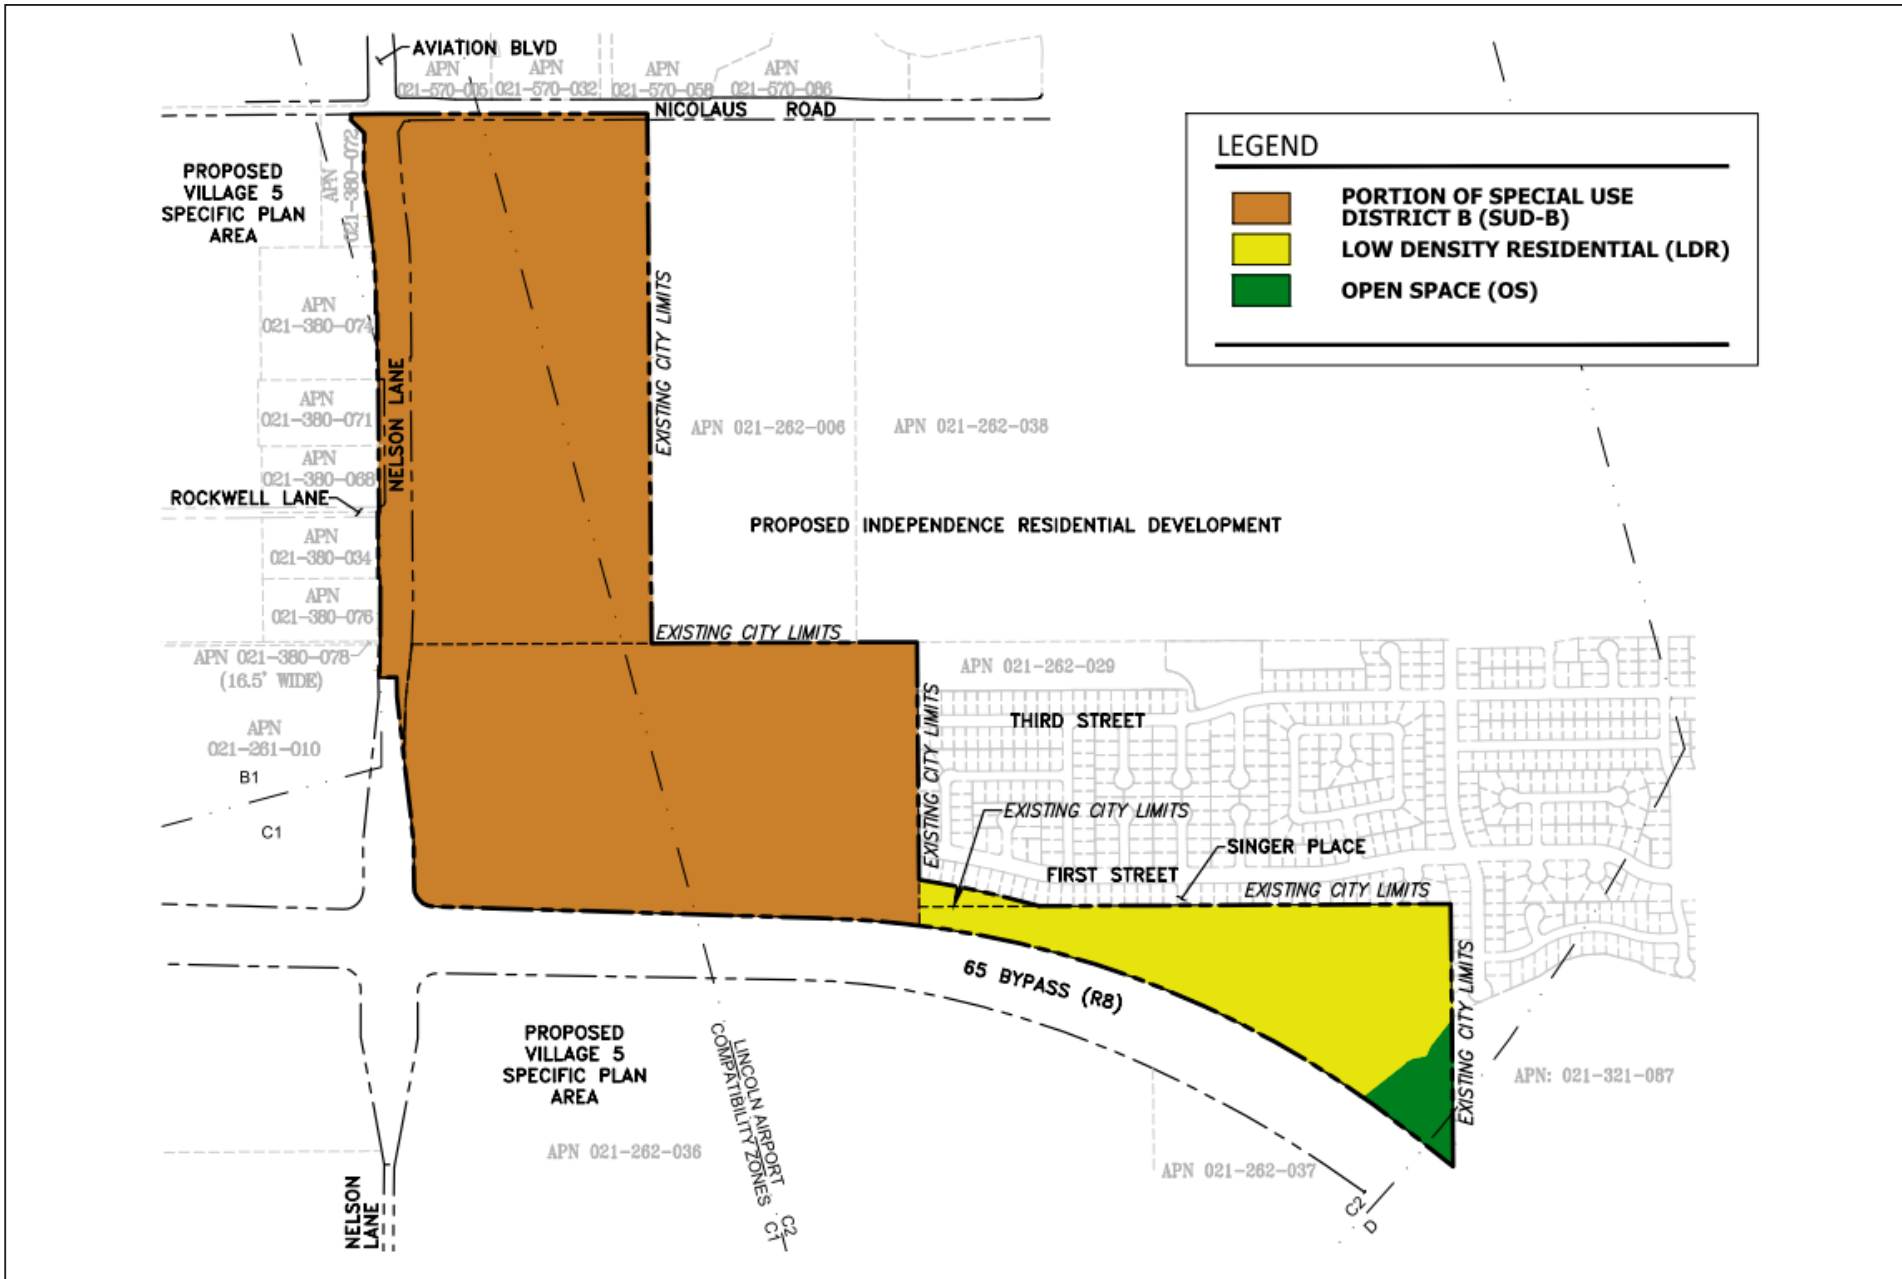 AVIATION BLVD
APN
021-570-005
APN
021-570-032
APN
021-570-058
APN
021-570-086
NICOLAUS ROAD
PROPOSED
VILLAGE 5
SPECIFIC PLAN
AREA
APN
021-380-072
LEGEND
PORTION OF SPECIAL USE
DISTRICT B (SUD-B)
LOW DENSITY RESIDENTIAL (LDR)
OPEN SPACE (OS)
APN
021-380-074
EXISTING CITY LIMITS
NELSON LANE
APN
021-380-071
APN 021-262-006
APN 021-262-038
APN
021-380-068
ROCKWELL LANE
PROPOSED INDEPENDENCE RESIDENTIAL DEVELOPMENT
APN
021-380-034
APN
021-380-076
EXISTING CITY LIMITS
APN 021-380-078
(16.5' WIDE)
APN 021-262-029
APN
021-261-010
THIRD STREET
EXISTING CITY LIMITS
B1
C1
EXISTING CITY LIMITS
SINGER PLACE
FIRST STREET
EXISTING CITY LIMITS
65 BYPASS (R8)
EXISTING CITY LIMITS
PROPOSED
VILLAGE 5
SPECIFIC PLAN
AREA
LINCOLN AIRPORT
COMPATIBILITY ZONES
C2
C1
APN: 021-321-087
APN 021-262-036
APN 021-262-037
NELSON
LANE
C2
D